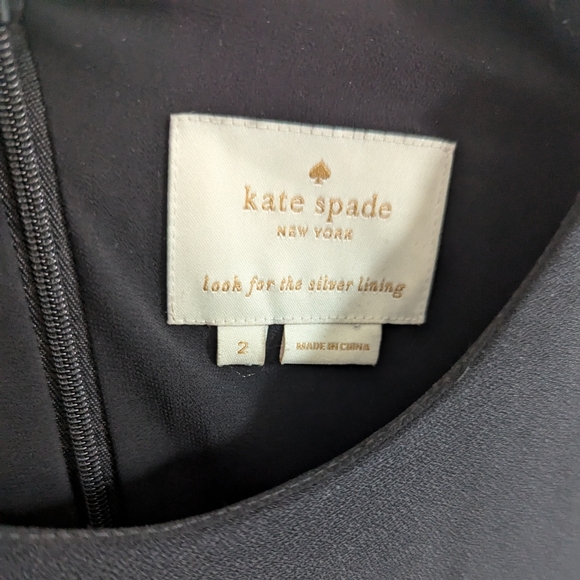 kate spade
NEW YORK
look for the silver lining
2
MADE IN CHINA